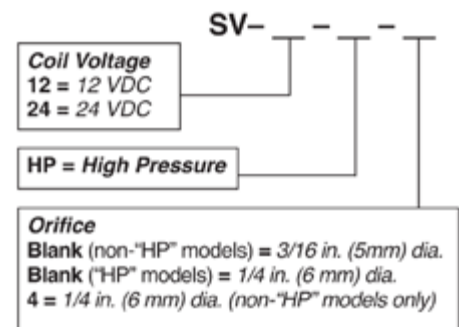 SV– __ – __ – __
Coil Voltage
12 = 12 VDC
24 = 24 VDC
HP = High Pressure
Orifice
Blank (non-“HP” models) = 3/16 in. (5mm) dia.
Blank (“HP” models) = 1/4 in. (6 mm) dia.
4 = 1/4 in. (6 mm) dia. (non-“HP” models only)